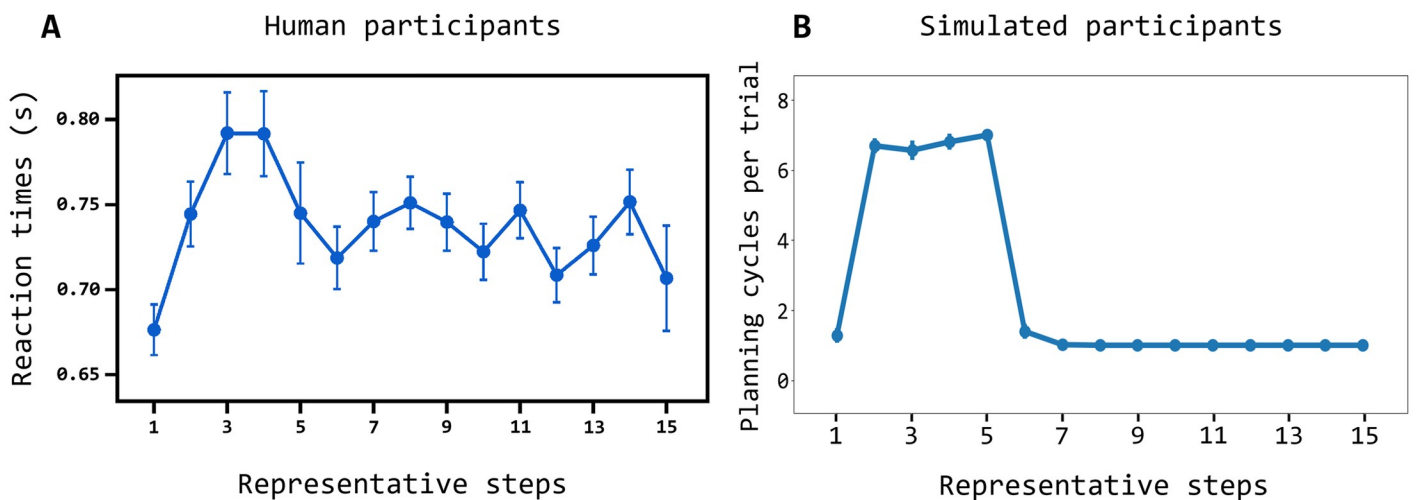 A
Human participants
Reaction times (s)
0.80
0.75
0.70
0.65
1 3 5 7 9 11 13 15
Representative steps
B
Simulated participants
Planning cycles per trial
8
6
4
2
0
1 3 5 7 9 11 13 15
Representative steps